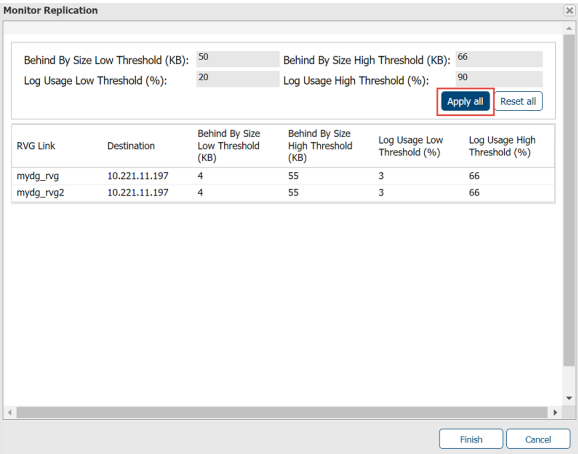 Monitor Replication
Behind By Size Low Threshold (KB): 50 Behind By Size High Threshold (KB): 66
Log Usage Low Threshold (%): 20 Log Usage High Threshold (%): 90
Apply all Reset all
RVG Link Destination Behind By Size Low Threshold (KB) Behind By Size High Threshold (KB) Log Usage Low Threshold (%) Log Usage High Threshold (%)
mydg_rvg 10.221.11.197 4 55 3 66
mydg_rvg2 10.221.11.197 4 55 3 66
Finish Cancel